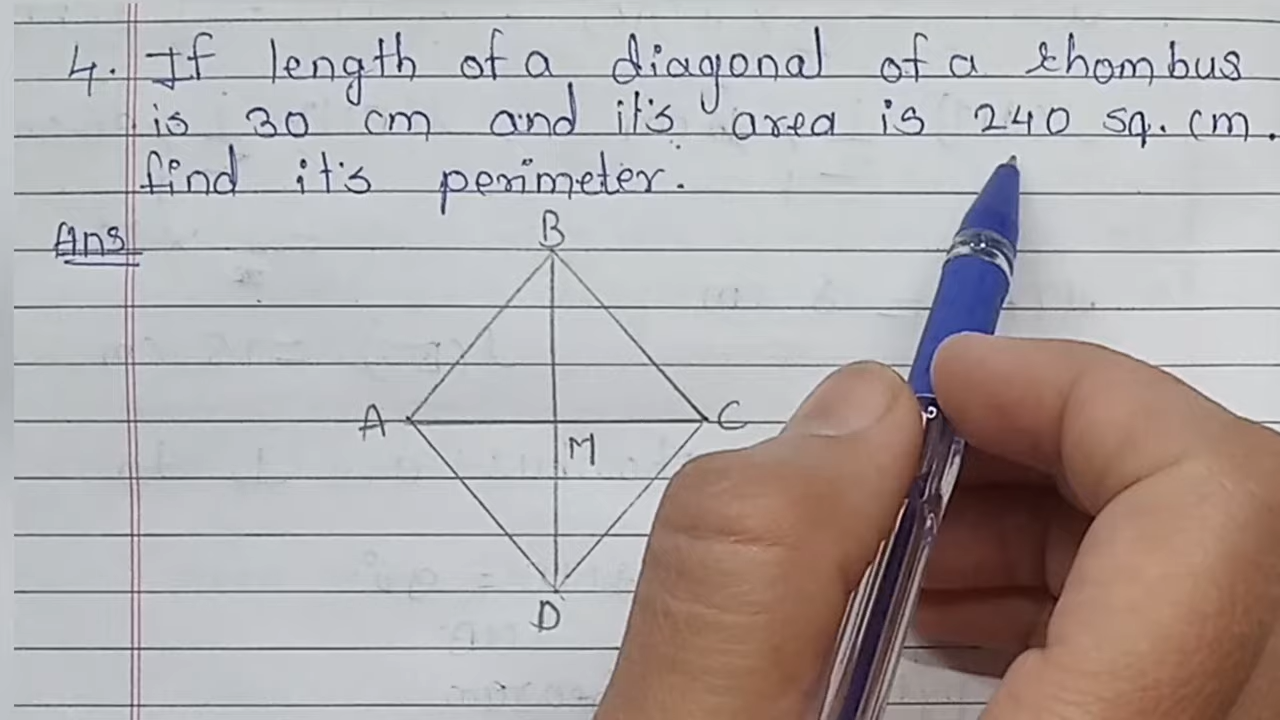 4. If length of a diagonal of a rhombus
is 30 cm and it's area is 240 sq. cm.
find it's perimeter.
Ans
B
A
C
M
D